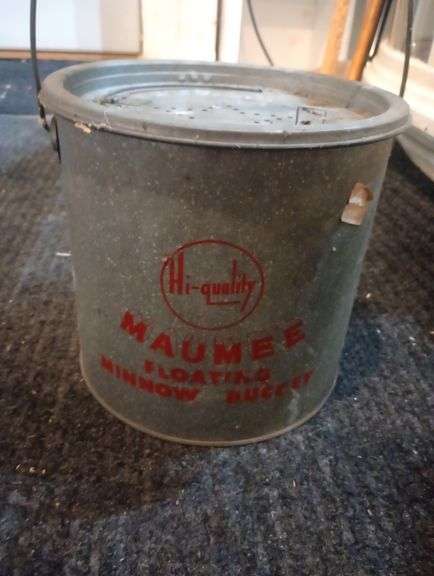 Hi-quality
MAUMEE
FLOATING
MINNOW BUCKET